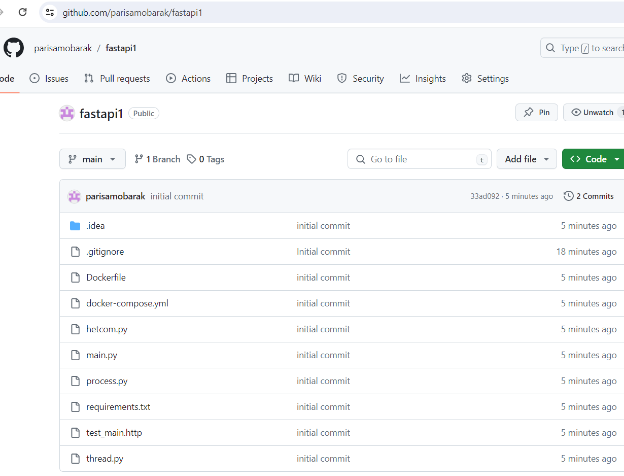 github.com/parisamobarak/fastapi1
parisamobarak / fastapi1
Type / to search
ode Issues Pull requests Actions Projects Wiki Security Insights Settings
fastapi1 Public Pin Unwatch 1
main 1 Branch 0 Tags Go to file t Add file Code
parisamobarak initial commit 33ad092 · 5 minutes ago 2 Commits
.idea initial commit 5 minutes ago
.gitignore Initial commit 18 minutes ago
Dockerfile initial commit 5 minutes ago
docker-compose.yml initial commit 5 minutes ago
hetcom.py initial commit 5 minutes ago
main.py initial commit 5 minutes ago
process.py initial commit 5 minutes ago
requirements.txt initial commit 5 minutes ago
test_main.http initial commit 5 minutes ago
thread.py initial commit 5 minutes ago